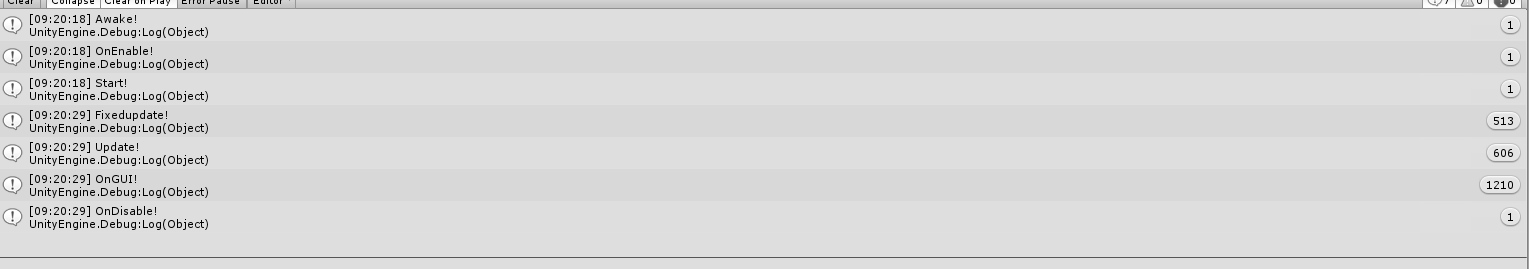 Clear Collapse Clear on Play Error Pause Editor 7 0 0
[09:20:18] Awake! 1
UnityEngine.Debug:Log(Object)
[09:20:18] OnEnable! 1
UnityEngine.Debug:Log(Object)
[09:20:18] Start! 1
UnityEngine.Debug:Log(Object)
[09:20:29] Fixedupdate! 513
UnityEngine.Debug:Log(Object)
[09:20:29] Update! 606
UnityEngine.Debug:Log(Object)
[09:20:29] OnGUI! 1210
UnityEngine.Debug:Log(Object)
[09:20:29] OnDisable! 1
UnityEngine.Debug:Log(Object)